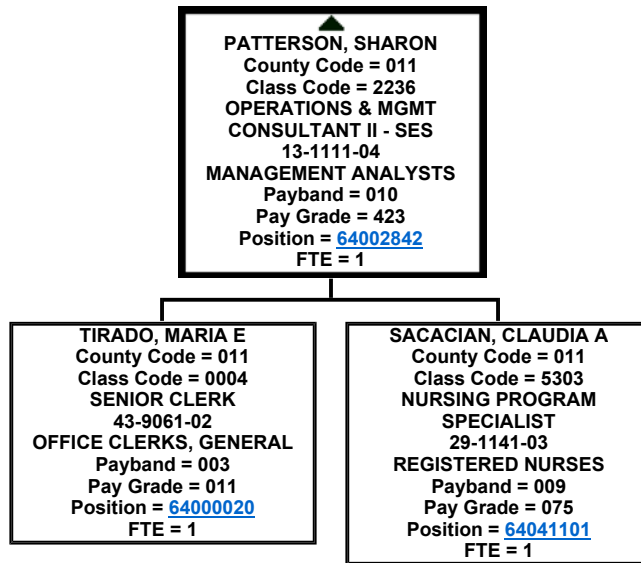 PATTERSON, SHARON
County Code = 011
Class Code = 2236
OPERATIONS & MGMT
CONSULTANT II - SES
13-1111-04
MANAGEMENT ANALYSTS
Payband = 010
Pay Grade = 423
Position = 64002842
FTE = 1
TIRADO, MARIA E
County Code = 011
Class Code = 0004
SENIOR CLERK
43-9061-02
OFFICE CLERKS, GENERAL
Payband = 003
Pay Grade = 011
Position = 64000020
FTE = 1
SACACIAN, CLAUDIA A
County Code = 011
Class Code = 5303
NURSING PROGRAM
SPECIALIST
29-1141-03
REGISTERED NURSES
Payband = 009
Pay Grade = 075
Position = 64041101
FTE = 1